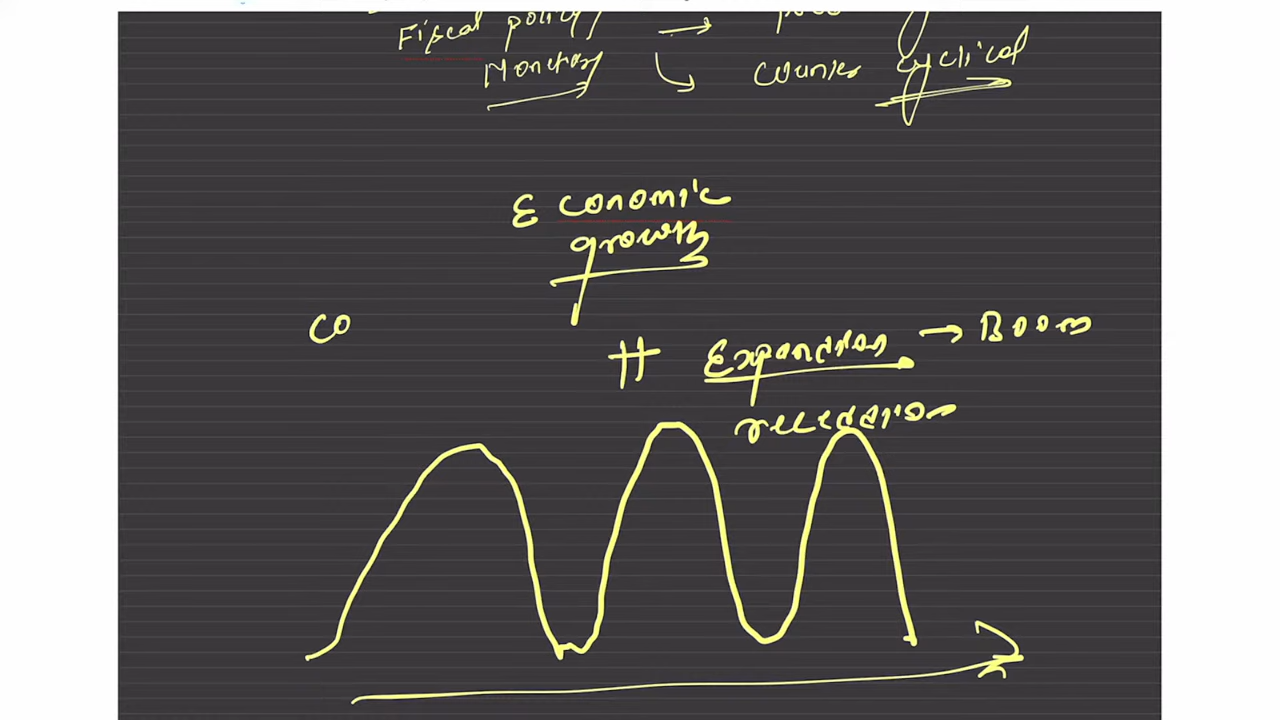 Fiscal policy →
Monetary counter cyclical
Economic
growth
CO
# Expansion → Boom
recession